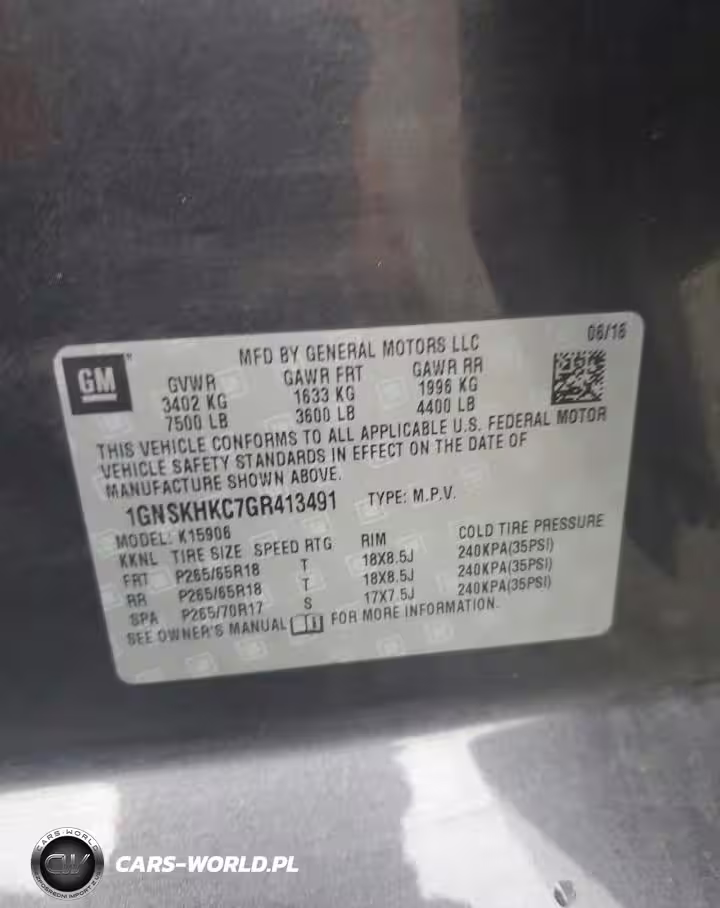 GM
MFD BY GENERAL MOTORS LLC 06/16
GVWR GAWR FRT GAWR RR
3402 KG 1633 KG 1996 KG
7500 LB 3600 LB 4400 LB
THIS VEHICLE CONFORMS TO ALL APPLICABLE U.S. FEDERAL MOTOR
VEHICLE SAFETY STANDARDS IN EFFECT ON THE DATE OF
MANUFACTURE SHOWN ABOVE.
1GNSKHKC7GR413491 TYPE: M.P.V.
MODEL: K15906
KKNL TIRE SIZE SPEED RTG RIM COLD TIRE PRESSURE
FRT P265/65R18 T 18X8.5J 240KPA(35PSI)
RR P265/65R18 T 18X8.5J 240KPA(35PSI)
SPA P265/70R17 S 17X7.5J 240KPA(35PSI)
SEE OWNER'S MANUAL FOR MORE INFORMATION.
CARS-WORLD
CW
CARS-WORLD.PL